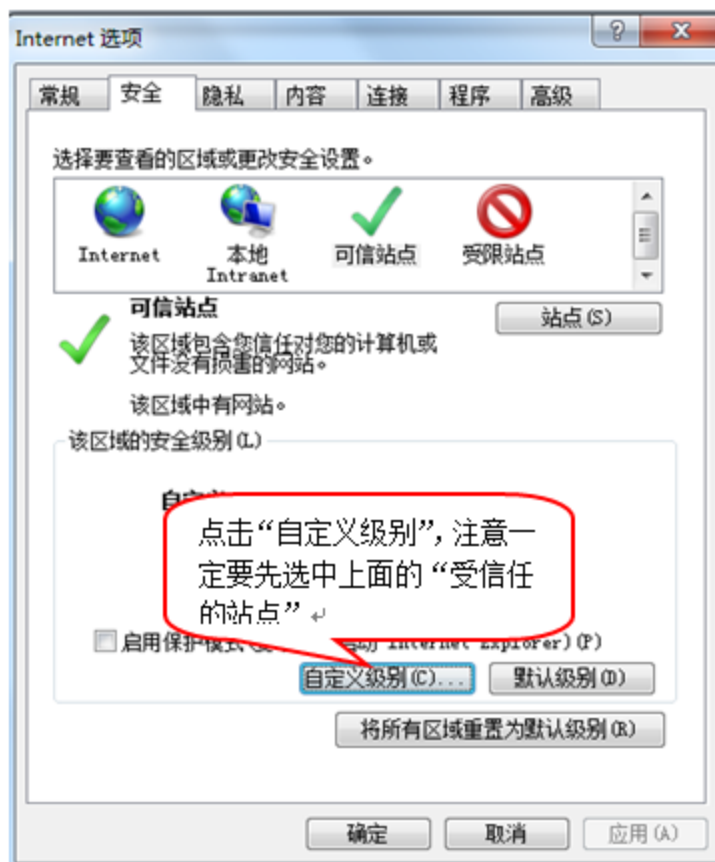 Internet 选项
常规 安全 隐私 内容 连接 程序 高级
选择要查看的区域或更改安全设置。
Internet 本地 可信站点 受限站点
Intranet
可信站点
站点(S)
该区域包含您信任对您的计算机或
文件没有损害的网站。
该区域中有网站。
该区域的安全级别(L)
点击“自定义级别”,注意一
定要先选中上面的“受信任
的站点”
启用保护模式 Internet Explorer)(P)
自定义级别(C)... 默认级别(D)
将所有区域重置为默认级别(R)
确定 取消 应用(A)